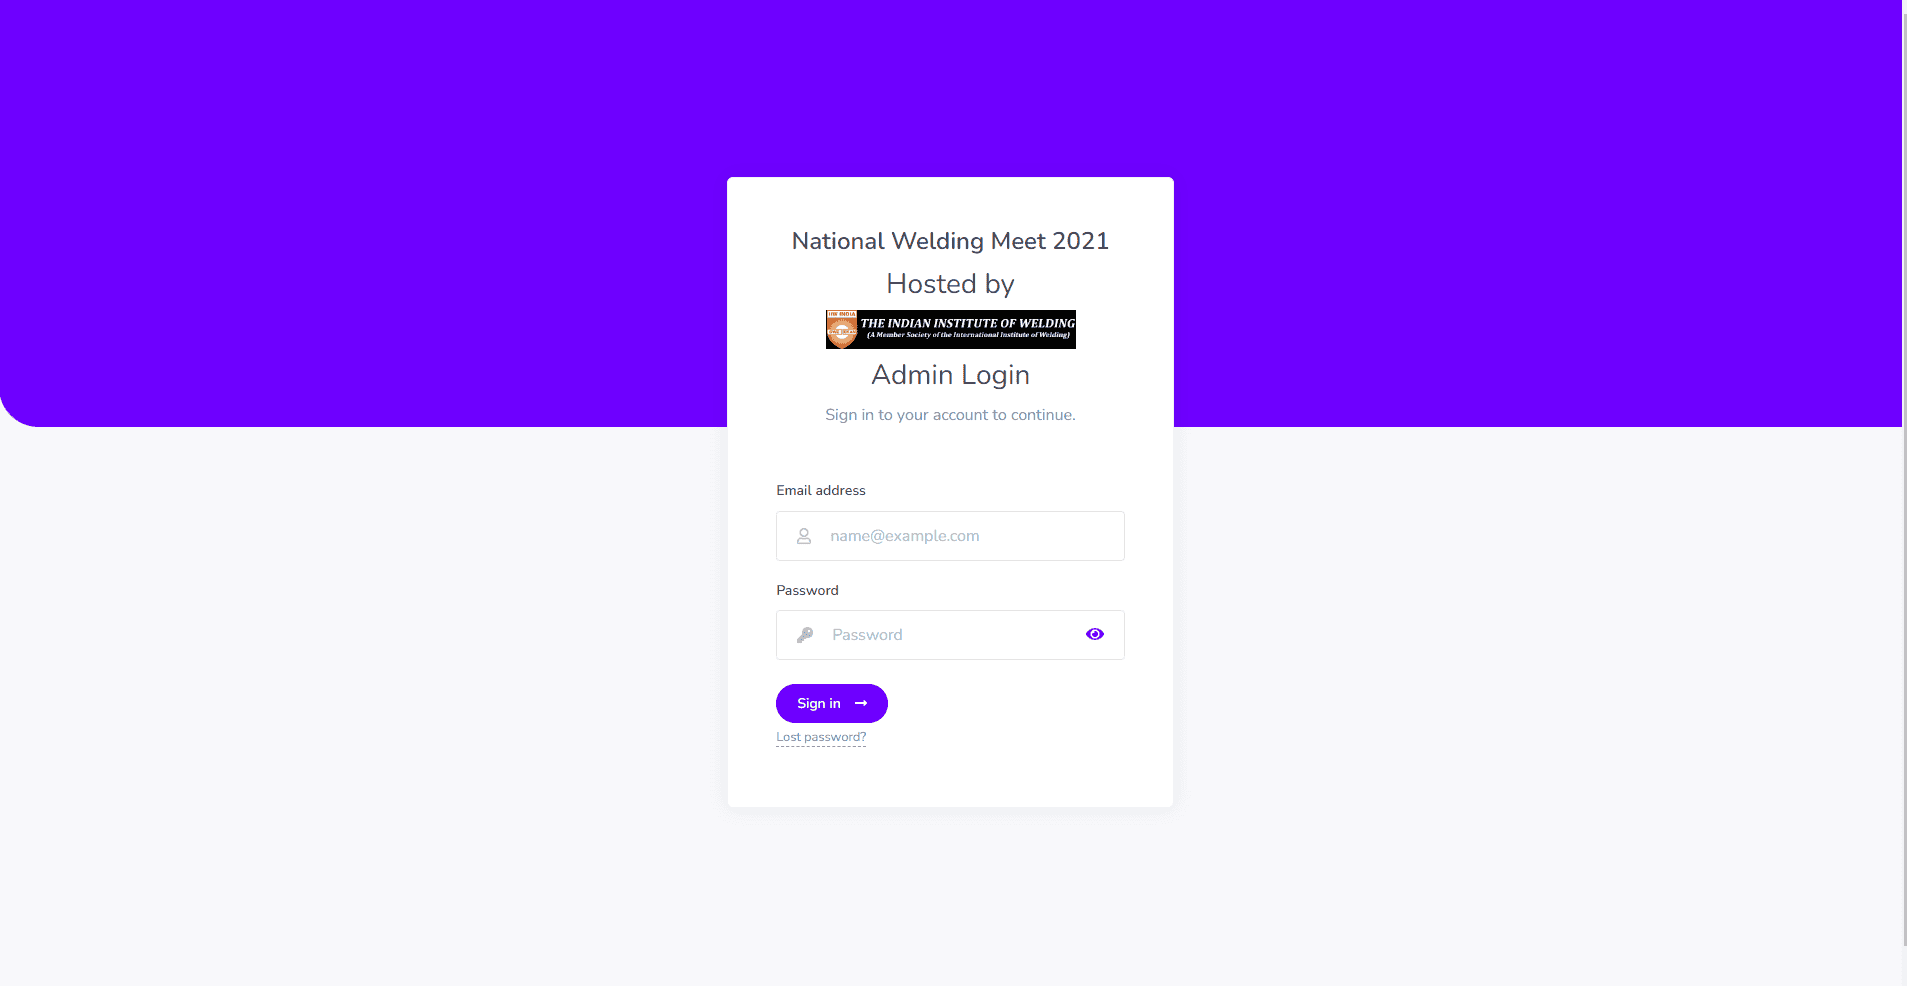 National Welding Meet 2021
Hosted by
IIW INDIA
THE INDIAN INSTITUTE OF WELDING
(A Member Society of the International Institute of Welding)
Admin Login
Sign in to your account to continue.
Email address
name@example.com
Password
Password
Sign in
Lost password?